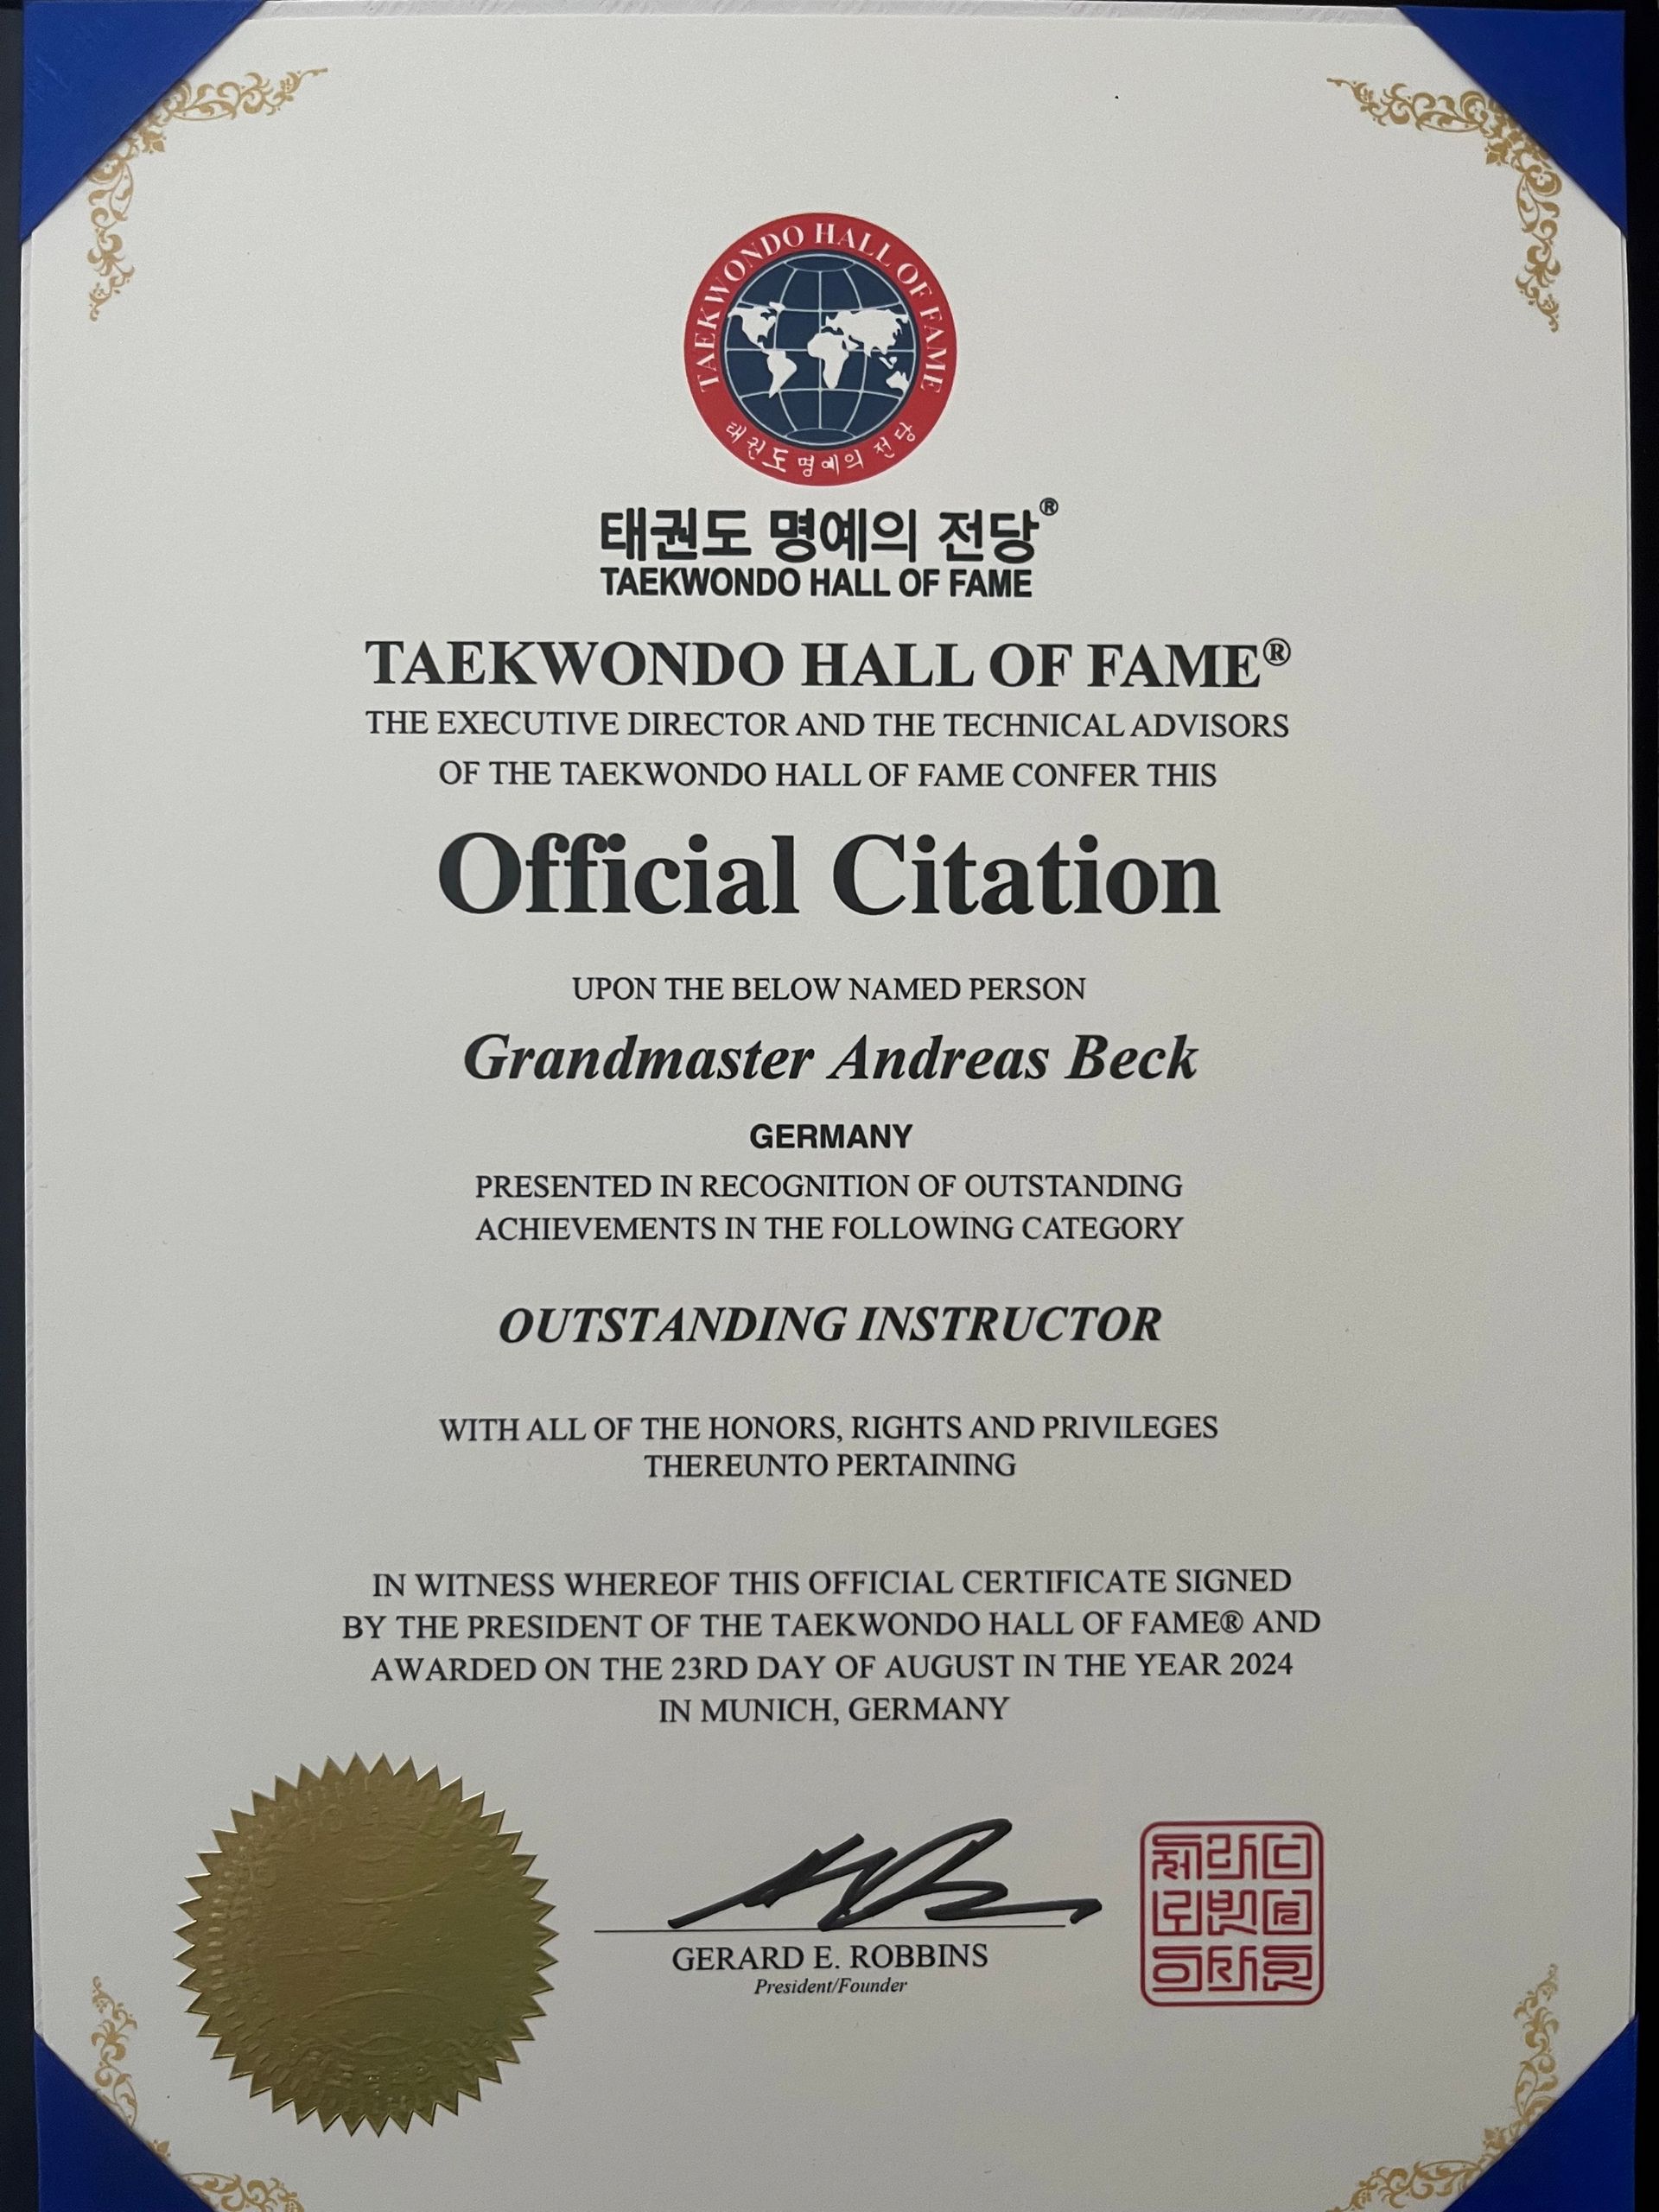 TAEKWONDO HALL OF FAME
태권도 명예의 전당
태권도 명예의 전당®
TAEKWONDO HALL OF FAME
TAEKWONDO HALL OF FAME®
THE EXECUTIVE DIRECTOR AND THE TECHNICAL ADVISORS
OF THE TAEKWONDO HALL OF FAME CONFER THIS
Official Citation
UPON THE BELOW NAMED PERSON
Grandmaster Andreas Beck
GERMANY
PRESENTED IN RECOGNITION OF OUTSTANDING
ACHIEVEMENTS IN THE FOLLOWING CATEGORY
OUTSTANDING INSTRUCTOR
WITH ALL OF THE HONORS, RIGHTS AND PRIVILEGES
THEREUNTO PERTAINING
IN WITNESS WHEREOF THIS OFFICIAL CERTIFICATE SIGNED
BY THE PRESIDENT OF THE TAEKWONDO HALL OF FAME® AND
AWARDED ON THE 23RD DAY OF AUGUST IN THE YEAR 2024
IN MUNICH, GERMANY
GERARD E. ROBBINS
President/Founder